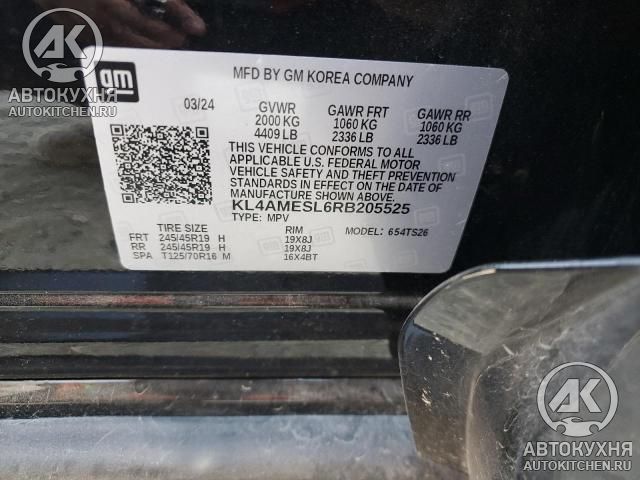 AK
АВТОКУХНЯ
AUTOKITCHEN.RU
gm
MFD BY GM KOREA COMPANY
03/24 GVWR GAWR FRT GAWR RR
2000 KG 1060 KG 1060 KG
4409 LB 2336 LB 2336 LB
THIS VEHICLE CONFORMS TO ALL
APPLICABLE U.S. FEDERAL MOTOR
VEHICLE SAFETY AND THEFT
PREVENTION STANDARDS IN
EFFECT ON THE DATE OF
MANUFACTURE SHOWN ABOVE.
KL4AMESL6RB205525
TYPE: MPV MODEL: 654TS26
TIRE SIZE RIM
FRT 245/45R19 H 19X8J
RR 245/45R19 H 19X8J
SPA T125/70R16 M 16X4BT
AK
АВТОКУХНЯ
AUTOKITCHEN.RU